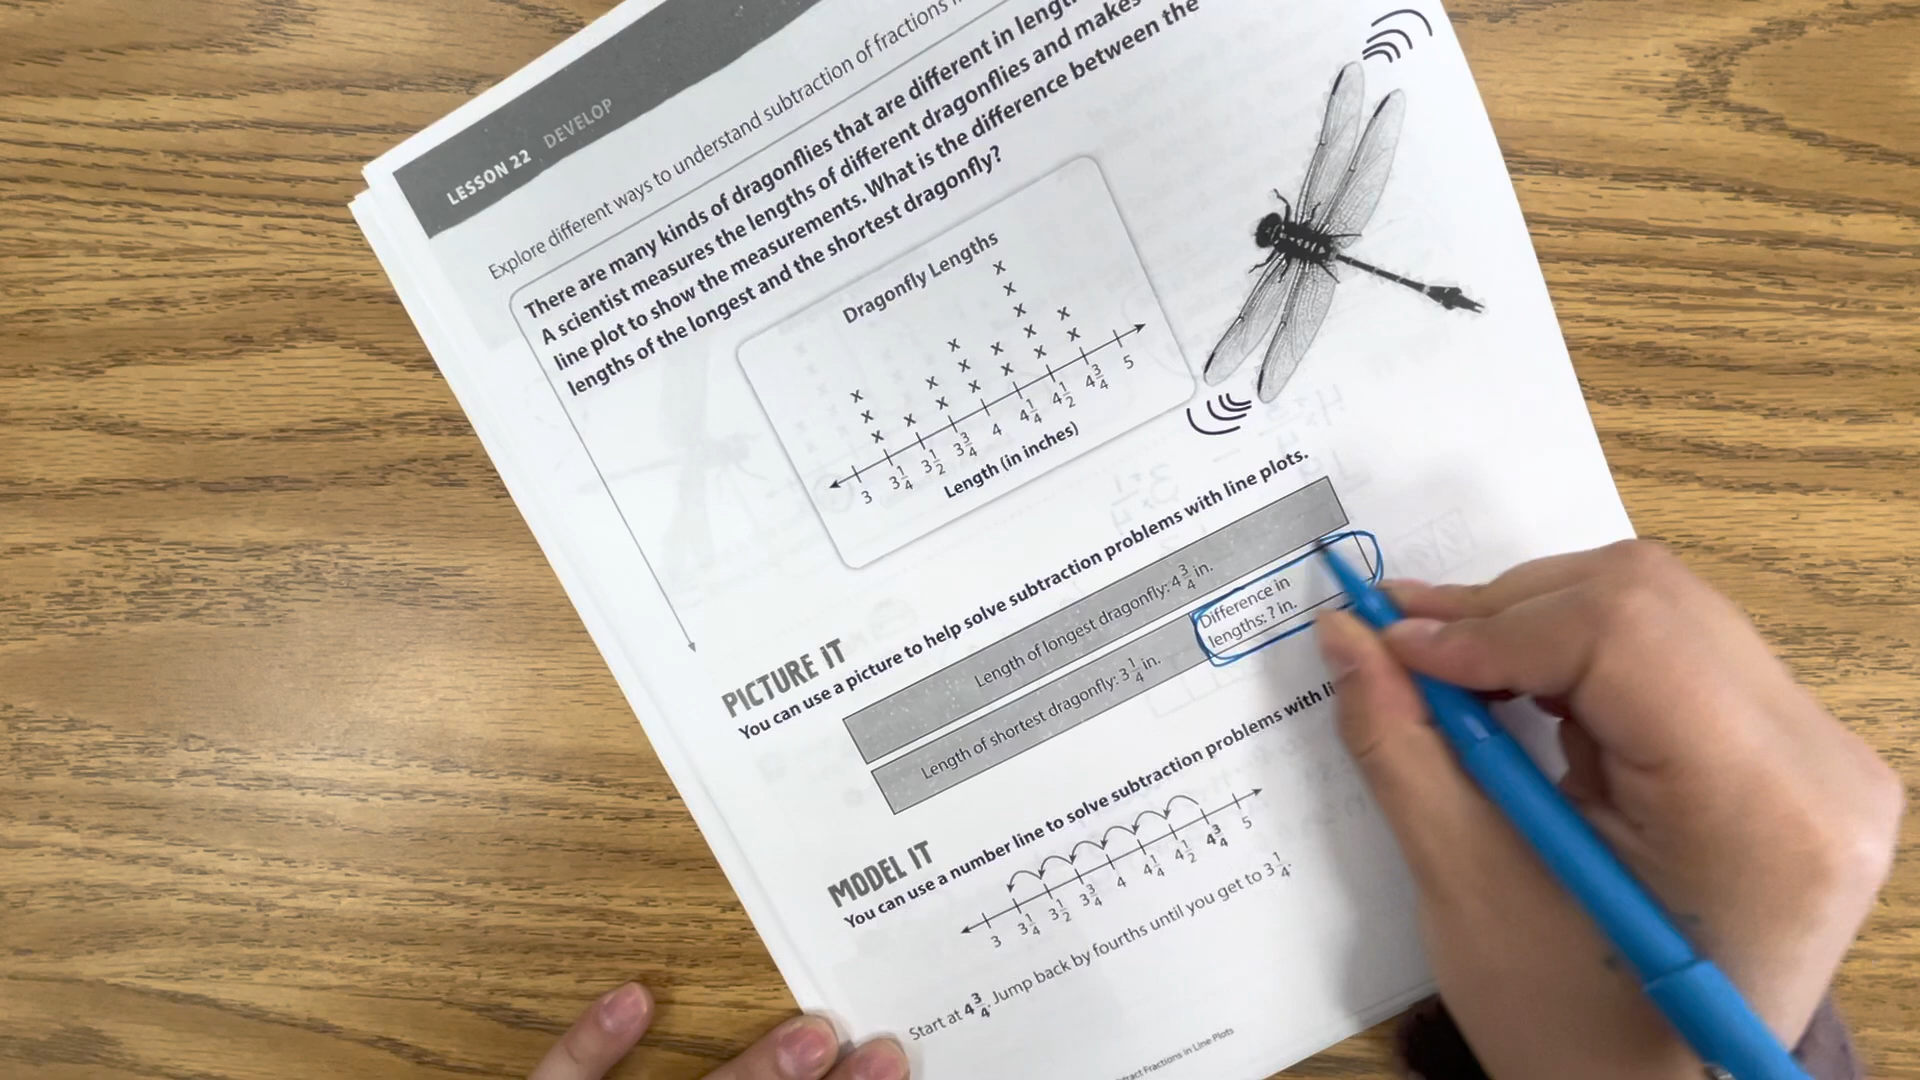 LESSON 22 DEVELOP
Explore different ways to understand subtraction of fractions
There are many kinds of dragonflies that are different in
A scientist measures the lengths of different dragonflies and makes
line plot to show the measurements. What is the difference between the
lengths of the longest and the shortest dragonfly?
Dragonfly Lengths
3 3 1/4 3 1/2 3 3/4 4 4 1/4 4 1/2 4 3/4 5
Length (in inches)
PICTURE IT
You can use a picture to help solve subtraction problems with line plots.
Length of longest dragonfly: 4 3/4 in.
Length of shortest dragonfly: 3 1/4 in.
Difference in
lengths: ? in.
MODEL IT
You can use a number line to solve subtraction problems with
3 3 1/4 3 1/2 3 3/4 4 4 1/4 4 1/2 4 3/4 5
Start at 4 3/4. Jump back by fourths until you get to 3 1/4.
Fractions in Line Plots